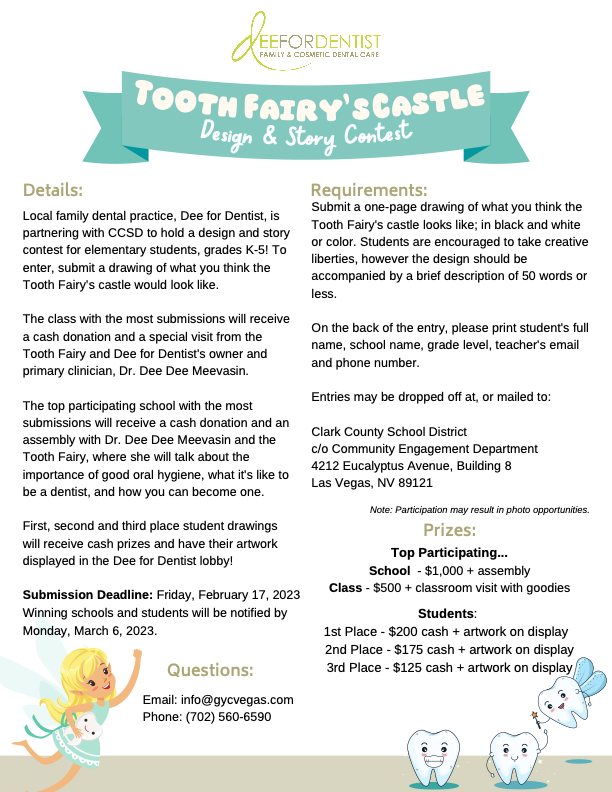 DEEFORDENTIST
FAMILY & COSMETIC DENTAL CARE
TOOTH FAIRY'S CASTLE
Design & Story Contest
Details:
Local family dental practice, Dee for Dentist, is
partnering with CCSD to hold a design and story
contest for elementary students, grades K-5! To
enter, submit a drawing of what you think the
Tooth Fairy's castle would look like.
The class with the most submissions will receive
a cash donation and a special visit from the
Tooth Fairy and Dee for Dentist's owner and
primary clinician, Dr. Dee Dee Meevasin.
The top participating school with the most
submissions will receive a cash donation and an
assembly with Dr. Dee Dee Meevasin and the
Tooth Fairy, where she will talk about the
importance of good oral hygiene, what it's like to
be a dentist, and how you can become one.
First, second and third place student drawings
will receive cash prizes and have their artwork
displayed in the Dee for Dentist lobby!
Submission Deadline: Friday, February 17, 2023
Winning schools and students will be notified by
Monday, March 6, 2023.
Questions:
Email: info@gycvegas.com
Phone: (702) 560-6590
Requirements:
Submit a one-page drawing of what you think the
Tooth Fairy's castle looks like; in black and white
or color. Students are encouraged to take creative
liberties, however the design should be
accompanied by a brief description of 50 words or
less.
On the back of the entry, please print student's full
name, school name, grade level, teacher's email
and phone number.
Entries may be dropped off at, or mailed to:
Clark County School District
c/o Community Engagement Department
4212 Eucalyptus Avenue, Building 8
Las Vegas, NV 89121
Note: Participation may result in photo opportunities.
Prizes:
Top Participating...
School - $1,000 + assembly
Class - $500 + classroom visit with goodies
Students:
1st Place - $200 cash + artwork on display
2nd Place - $175 cash + artwork on display
3rd Place - $125 cash + artwork on display